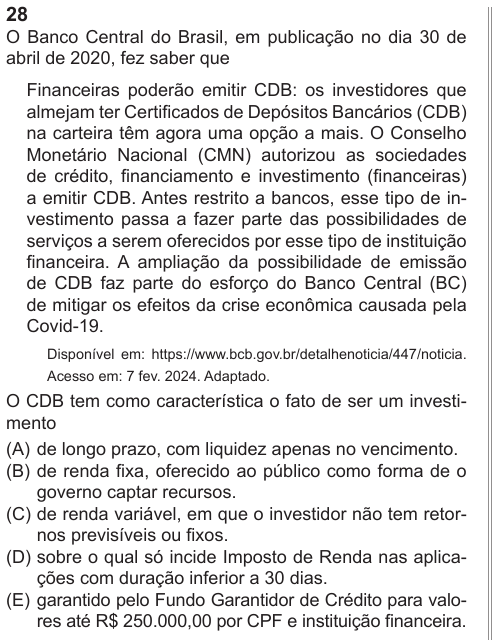 28
O Banco Central do Brasil, em publicação no dia 30 de
abril de 2020, fez saber que
Financeiras poderão emitir CDB: os investidores que
almejam ter Certificados de Depósitos Bancários (CDB)
na carteira têm agora uma opção a mais. O Conselho
Monetário Nacional (CMN) autorizou as sociedades
de crédito, financiamento e investimento (financeiras)
a emitir CDB. Antes restrito a bancos, esse tipo de in-
vestimento passa a fazer parte das possibilidades de
serviços a serem oferecidos por esse tipo de instituição
financeira. A ampliação da possibilidade de emissão
de CDB faz parte do esforço do Banco Central (BC)
de mitigar os efeitos da crise econômica causada pela
Covid-19.
Disponível em: https://www.bcb.gov.br/detalhenoticia/447/noticia.
Acesso em: 7 fev. 2024. Adaptado.
O CDB tem como característica o fato de ser um investi-
mento
(A) de longo prazo, com liquidez apenas no vencimento.
(B) de renda fixa, oferecido ao público como forma de o
governo captar recursos.
(C) de renda variável, em que o investidor não tem retor-
nos previsíveis ou fixos.
(D) sobre o qual só incide Imposto de Renda nas aplica-
ções com duração inferior a 30 dias.
(E) garantido pelo Fundo Garantidor de Crédito para valo-
res até R$ 250.000,00 por CPF e instituição financeira.